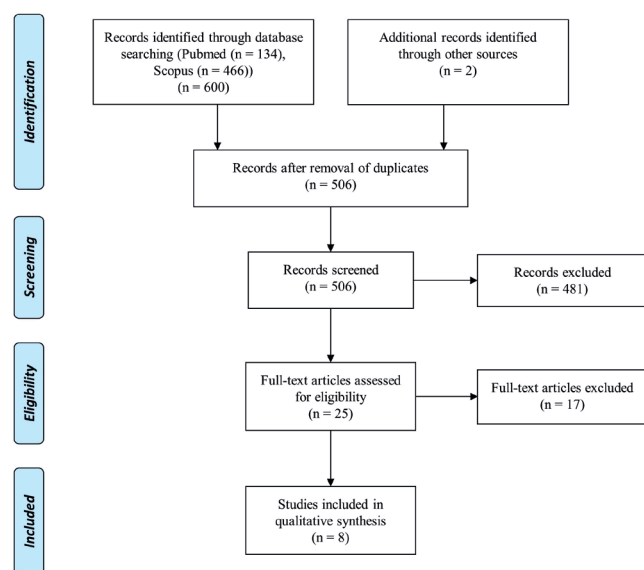 Identification
Records identified through database
searching (Pubmed (n = 134),
Scopus (n = 466))
(n = 600)
Additional records identified
through other sources
(n = 2)
Records after removal of duplicates
(n = 506)
Screening
Records screened
(n = 506)
Records excluded
(n = 481)
Eligibility
Full-text articles assessed
for eligibility
(n = 25)
Full-text articles excluded
(n = 17)
Included
Studies included in
qualitative synthesis
(n = 8)